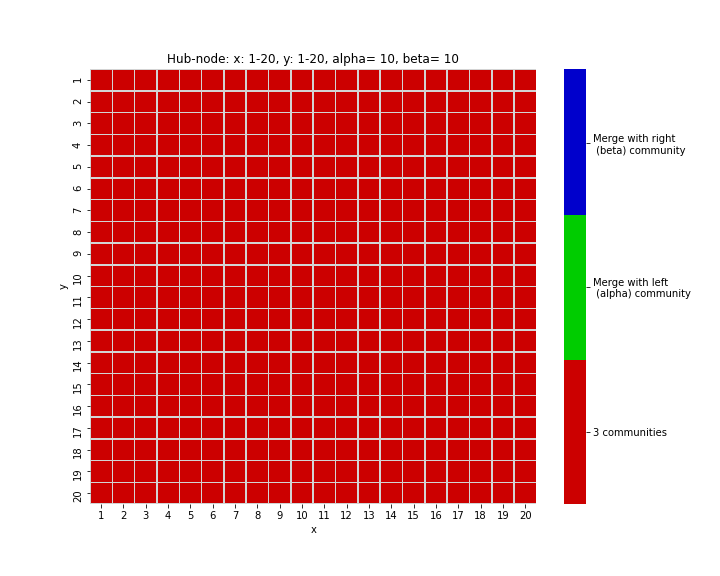 Hub-node: x: 1-20, y: 1-20, alpha= 10, beta= 10
y
1
2
3
4
5
6
7
8
9
10
11
12
13
14
15
16
17
18
19
20
1 2 3 4 5 6 7 8 9 10 11 12 13 14 15 16 17 18 19 20
x
Merge with right
(beta) community
Merge with left
(alpha) community
3 communities